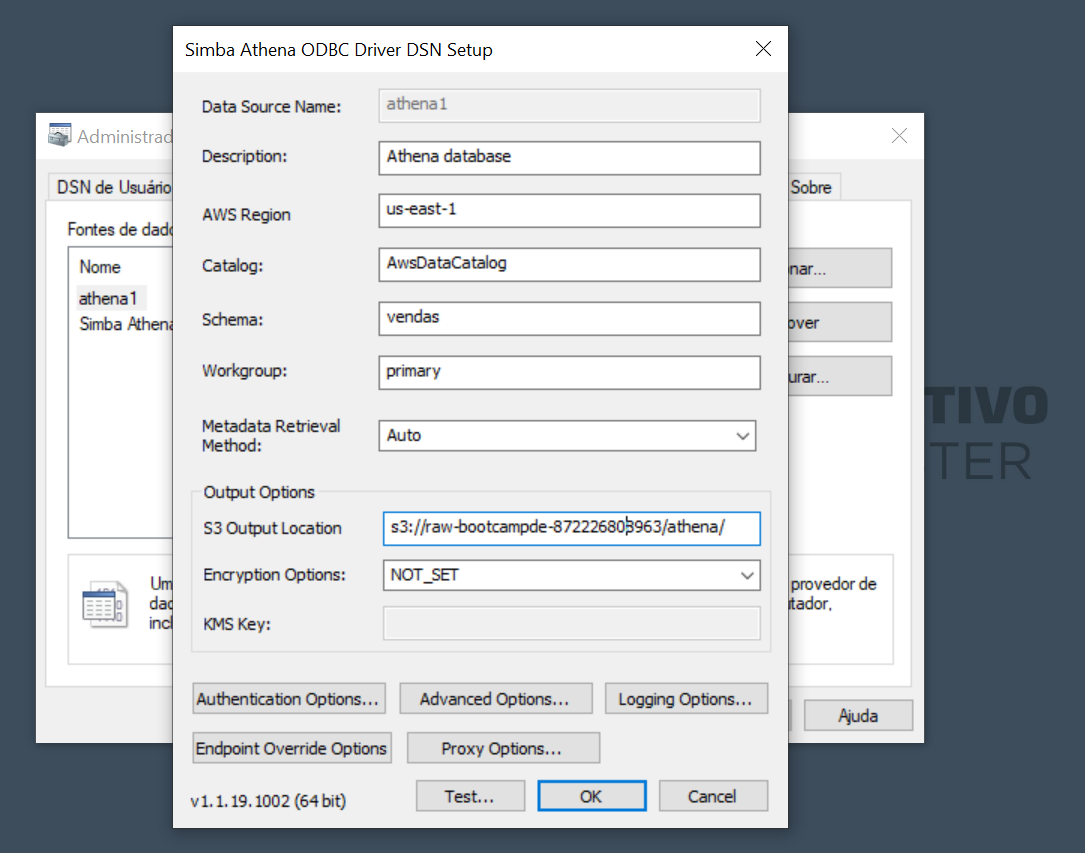 Simba Athena ODBC Driver DSN Setup
Data Source Name: athena1
Description: Athena database
AWS Region us-east-1
Catalog: AwsDataCatalog
Schema: vendas
Workgroup: primary
Metadata Retrieval
Method: Auto
Output Options
S3 Output Location s3://raw-bootcampde-872226803963/athena/
Encryption Options: NOT_SET
KMS Key:
Authentication Options... Advanced Options... Logging Options...
Endpoint Override Options Proxy Options...
v1.1.19.1002 (64 bit) Test... OK Cancel
Administrad
DSN de Usuário Sobre
Fontes de dado
Nome
athena1
Simba Athena
nar...
over
urar...
Um
dad
incl
provedor de
utador,
Ajuda
TIVO
TER